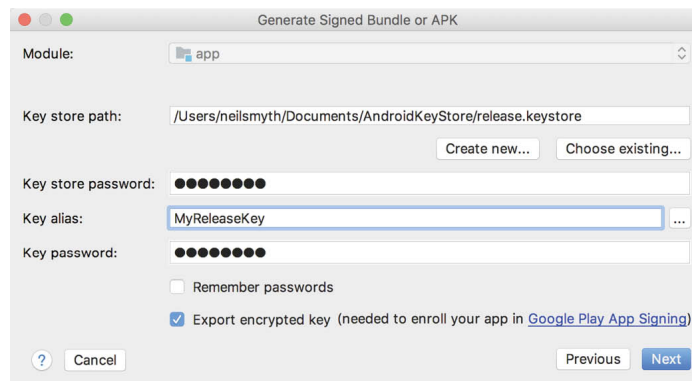 Generate Signed Bundle or APK
Module: app
Key store path: /Users/neilsmyth/Documents/AndroidKeyStore/release.keystore
Create new... Choose existing...
Key store password: ●●●●●●●●
Key alias: MyReleaseKey ...
Key password: ●●●●●●●●
Remember passwords
Export encrypted key (needed to enroll your app in Google Play App Signing)
? Cancel Previous Next